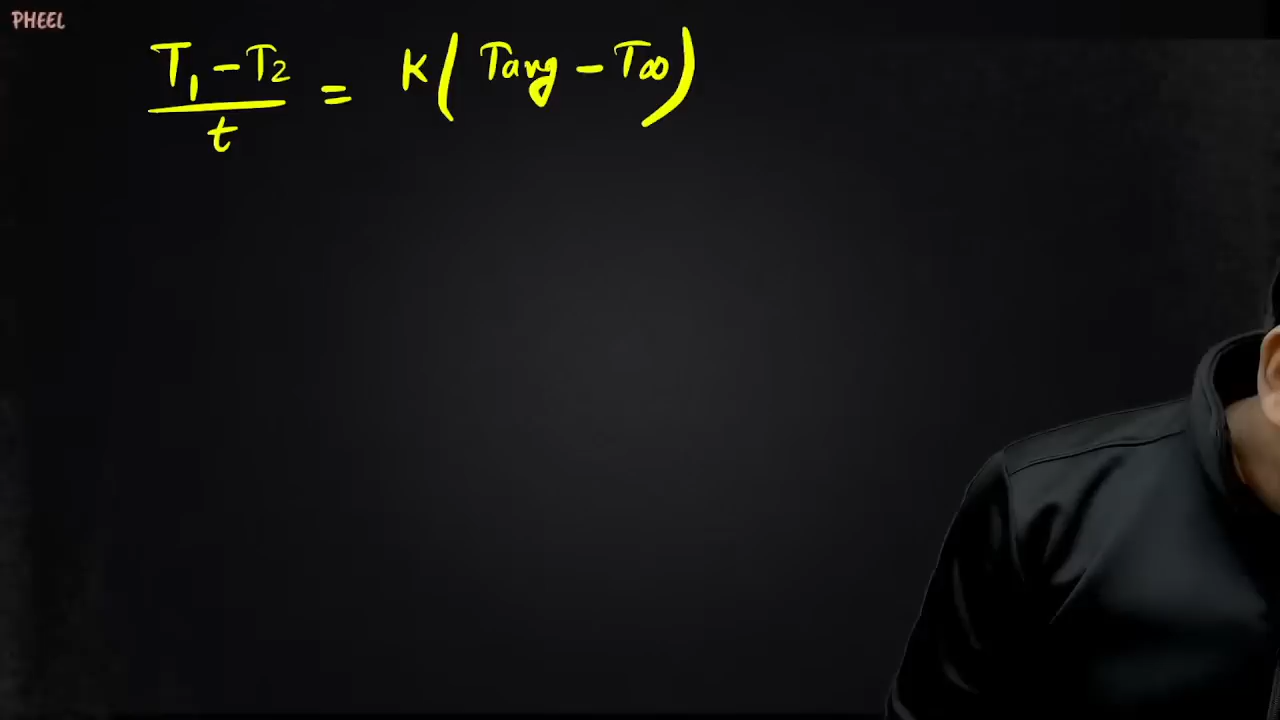 PHEEL
T₁ - T₂ / t = K( Tavg - T∞ )